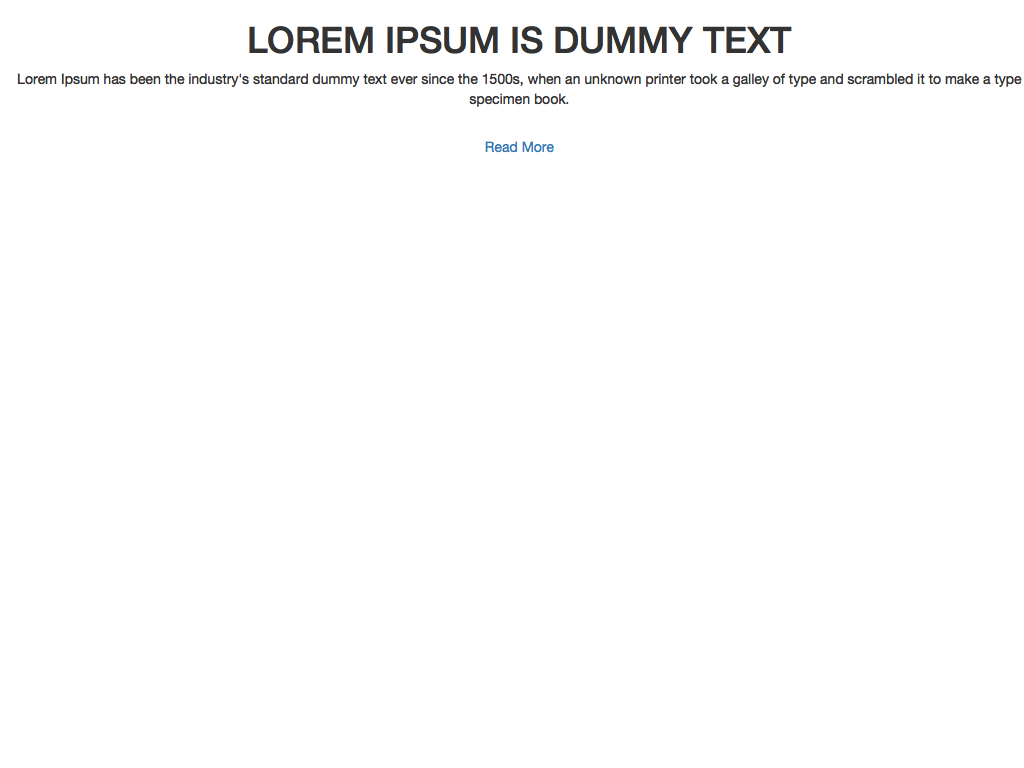 LOREM IPSUM IS DUMMY TEXT
Lorem Ipsum has been the industry's standard dummy text ever since the 1500s, when an unknown printer took a galley of type and scrambled it to make a type
specimen book.
Read More